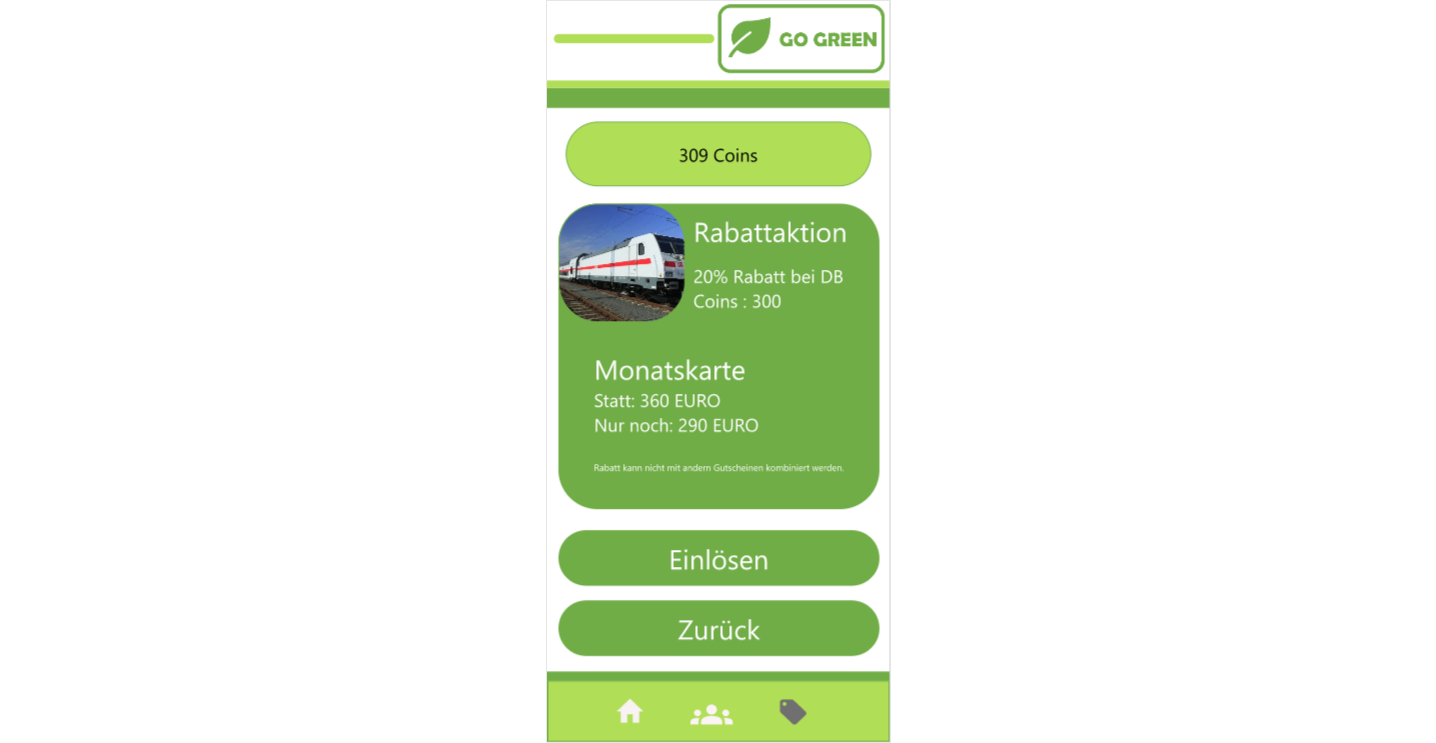 GO GREEN
309 Coins
Rabattaktion
20% Rabatt bei DB
Coins : 300
Monatskarte
Statt: 360 EURO
Nur noch: 290 EURO
Rabatt kann nicht mit andern Gutscheinen kombiniert werden.
Einlösen
Zurück